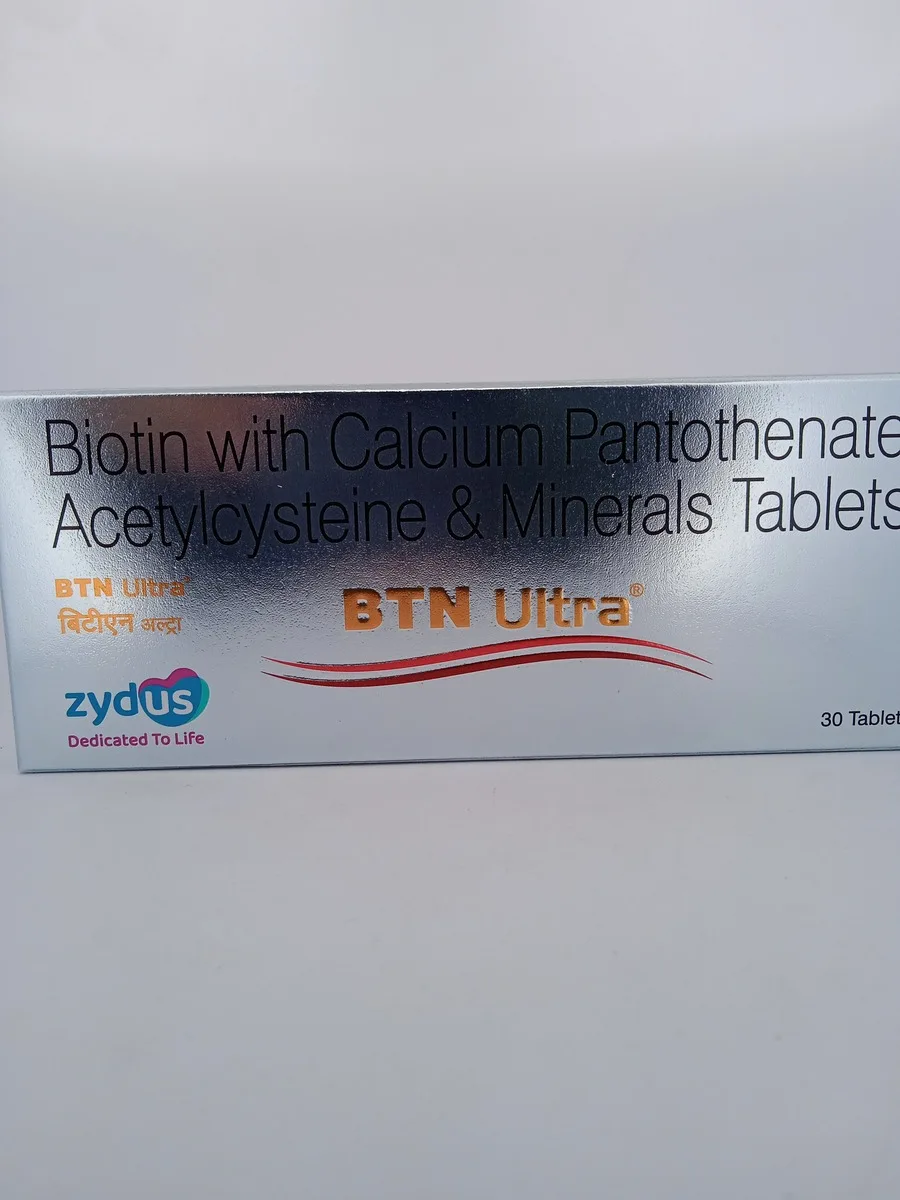 Biotin with Calcium Pantothenate
Acetylcysteine & Minerals Tablets
BTN Ultra®
बिटीएन अल्ट्रा
BTN Ultra®
zydus
Dedicated To Life
30 Tablet